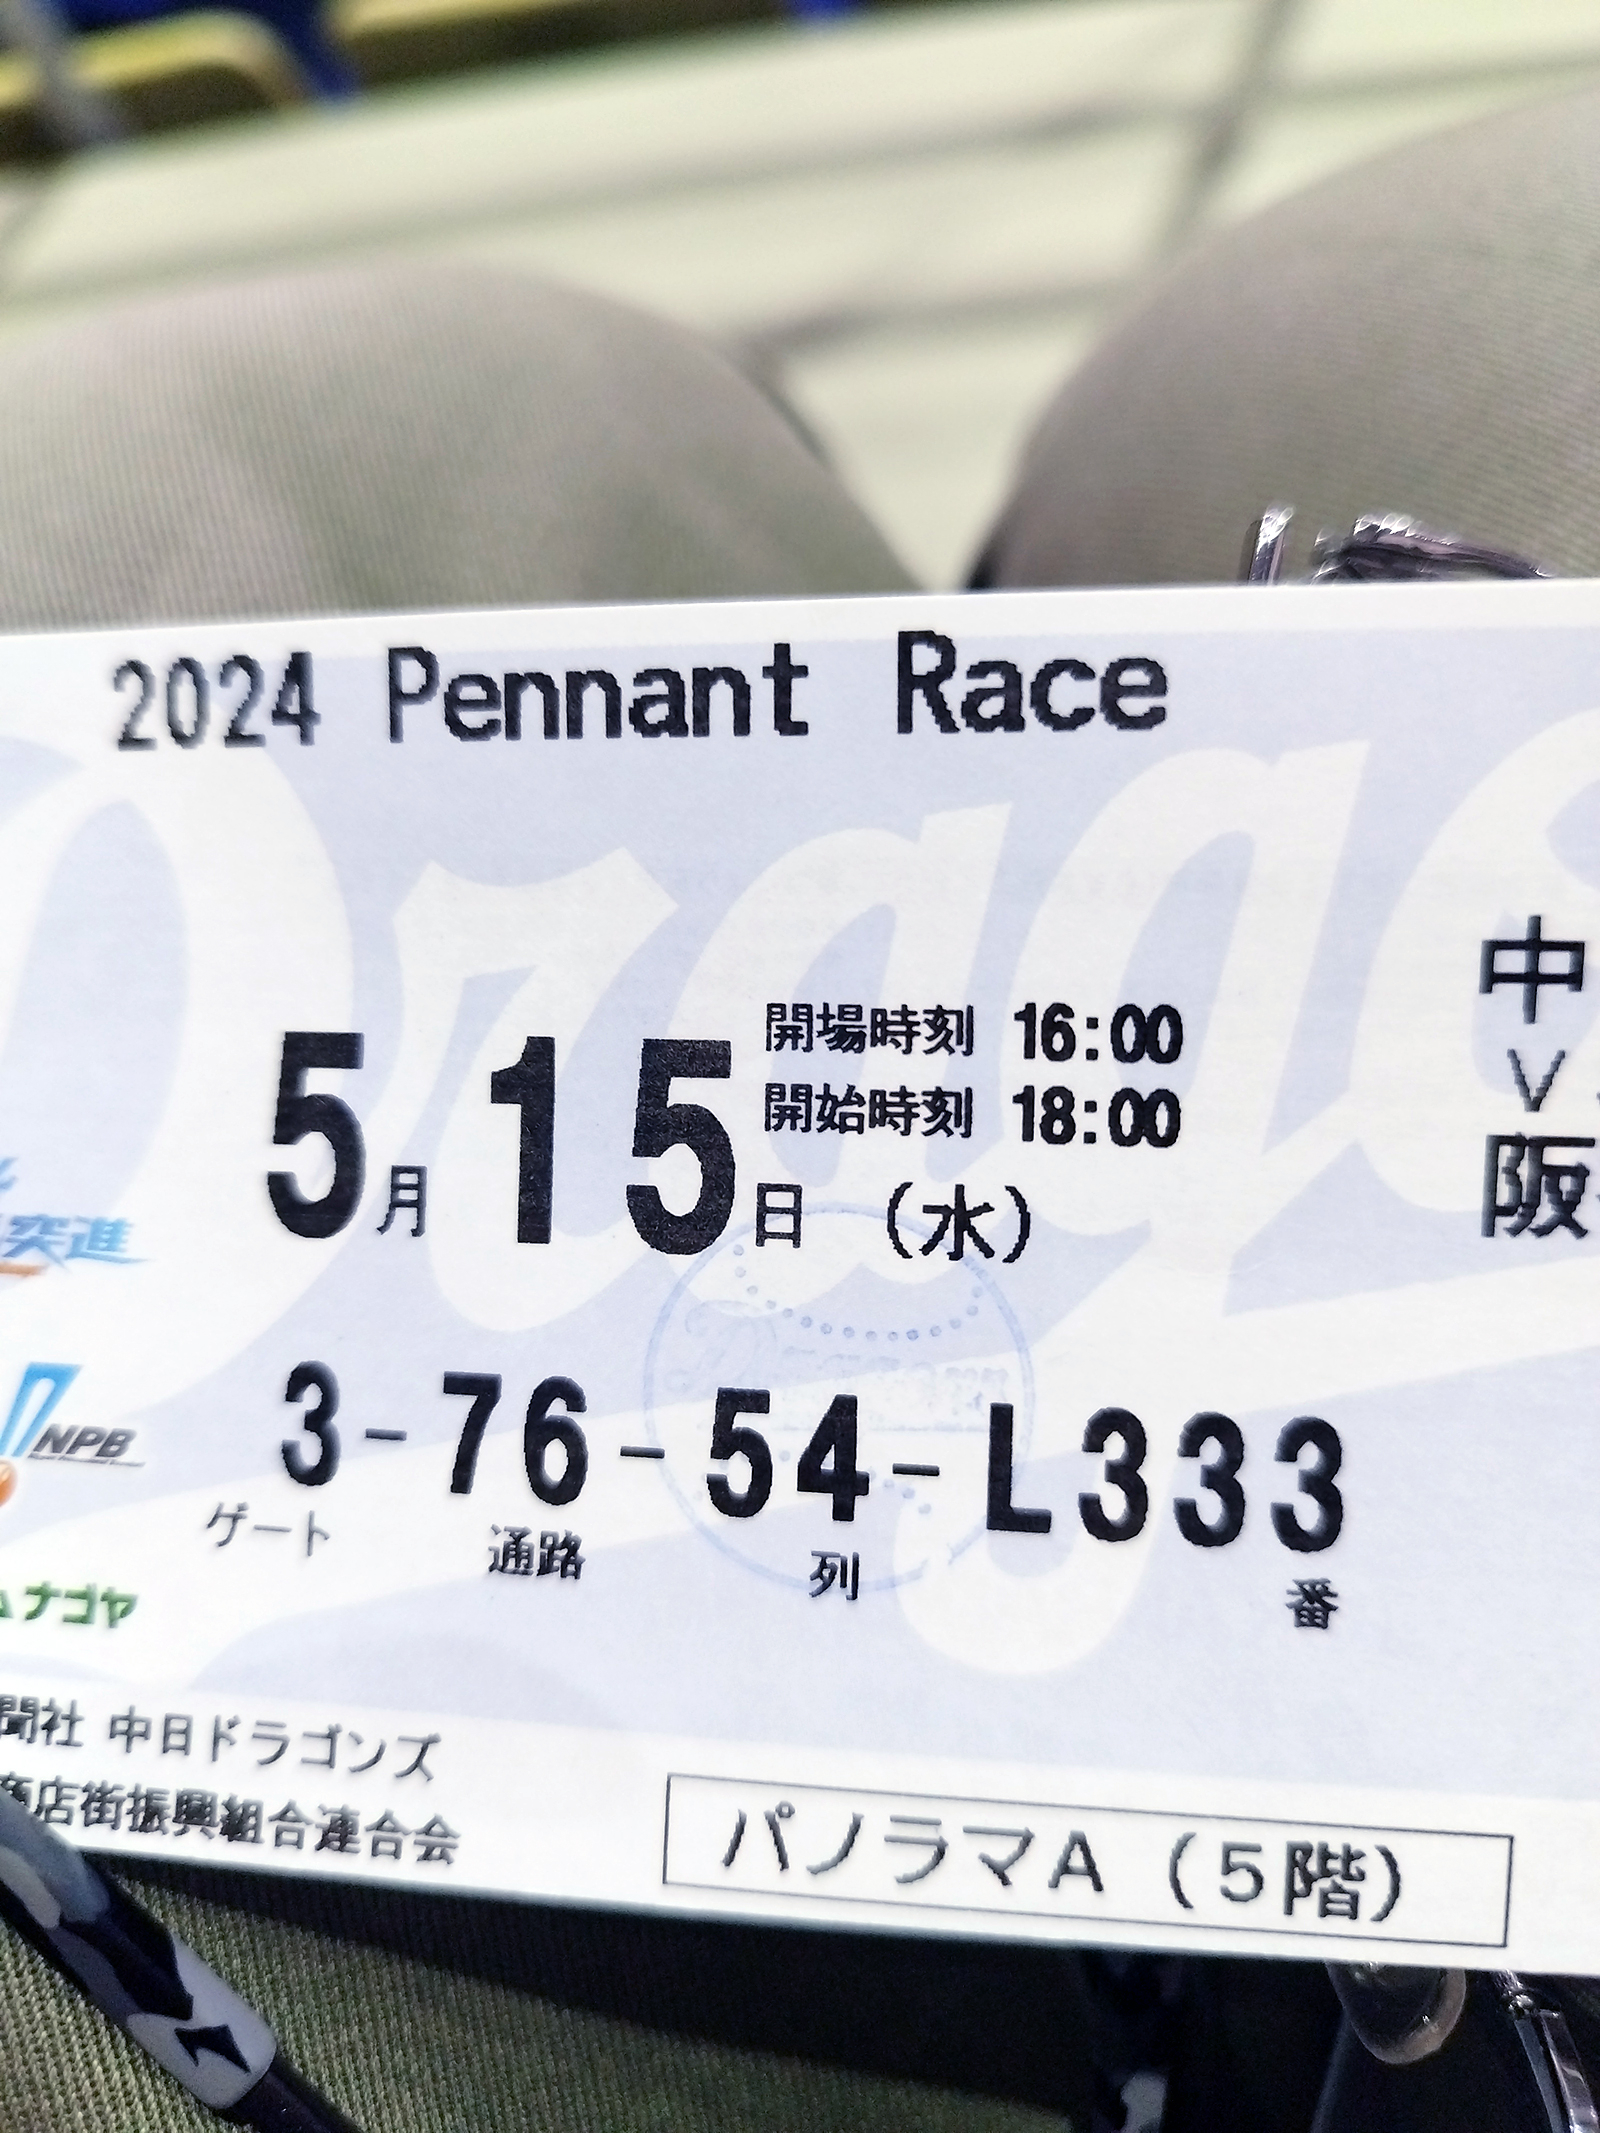 2024 Pennant Race
Drago
中
V
阪
開場時刻 16:00
開始時刻 18:00
5月15日 (水)
突進
3-76-54-L333
ゲート 通路 列 番
NPB
ムナゴヤ
聞社 中日ドラゴンズ
商店街振興組合連合会
パノラマA (5階)